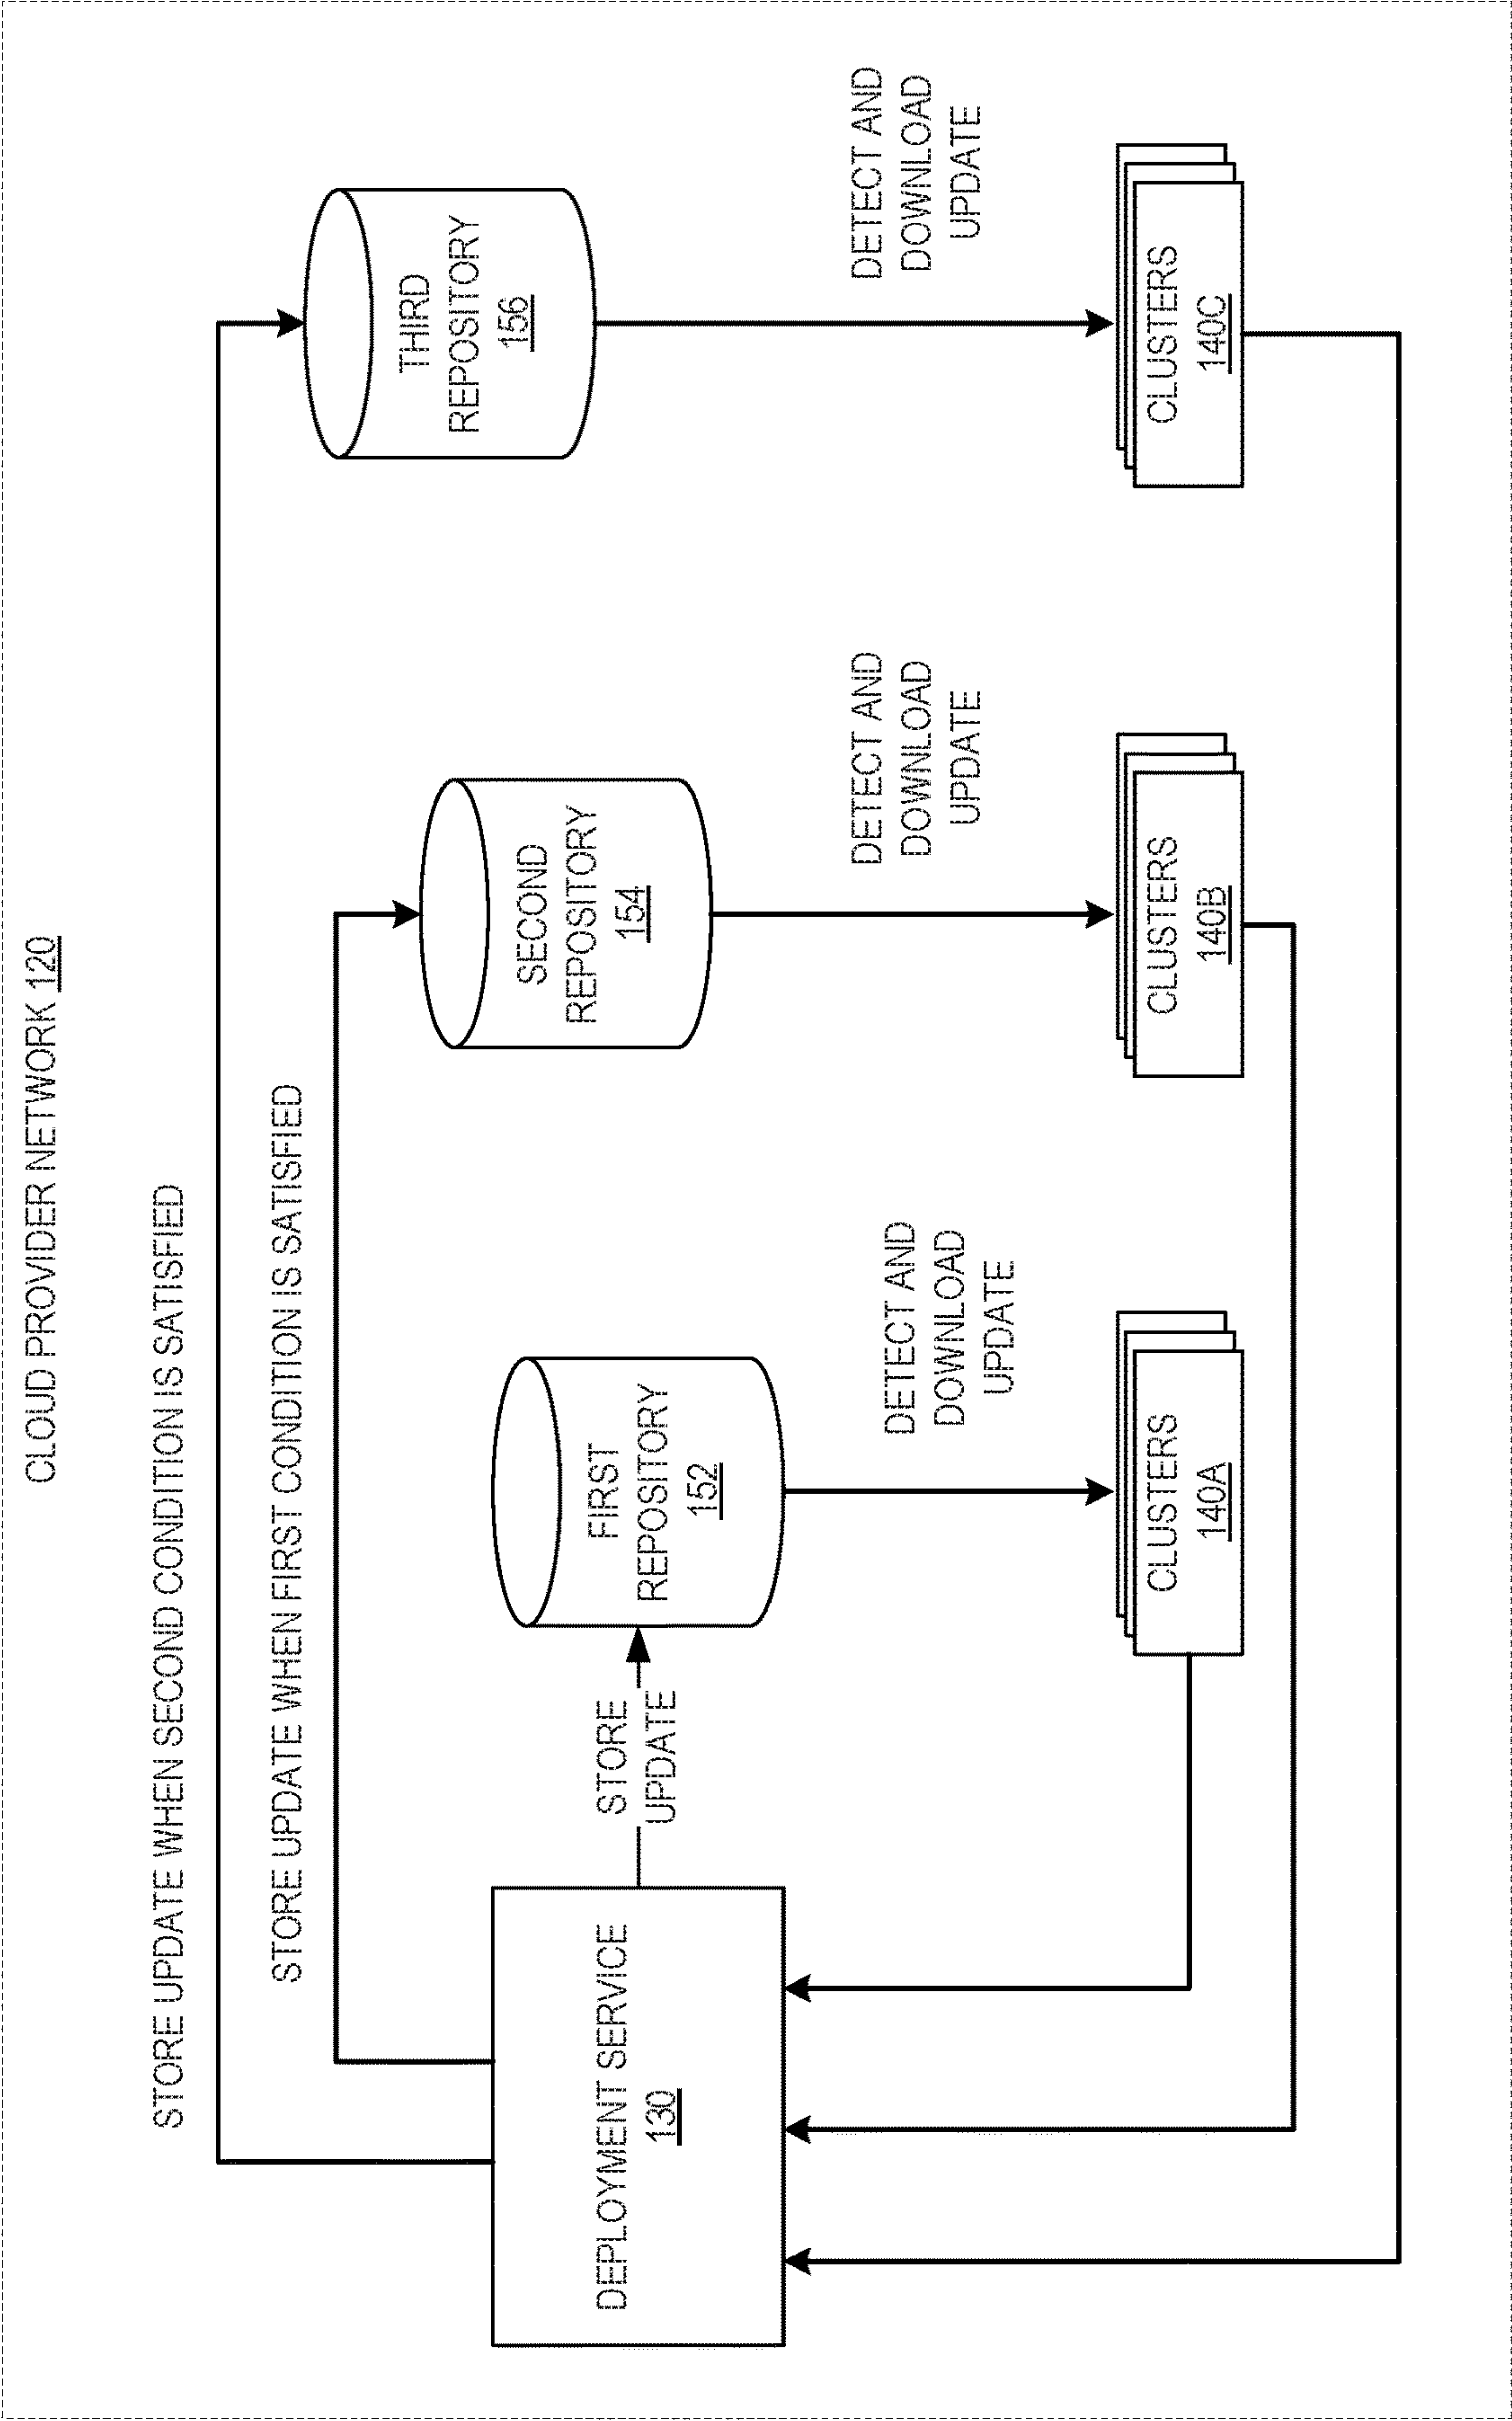 CLOUD PROVIDER NETWORK 120
STORE UPDATE WHEN SECOND CONDITION IS SATISFIED
STORE UPDATE WHEN FIRST CONDITION IS SATISFIED
DEPLOYMENT SERVICE
130
STORE
UPDATE
FIRST
REPOSITORY
152
SECOND
REPOSITORY
154
THIRD
REPOSITORY
156
DETECT AND
DOWNLOAD
UPDATE
DETECT AND
DOWNLOAD
UPDATE
DETECT AND
DOWNLOAD
UPDATE
CLUSTERS
140A
CLUSTERS
140B
CLUSTERS
140C